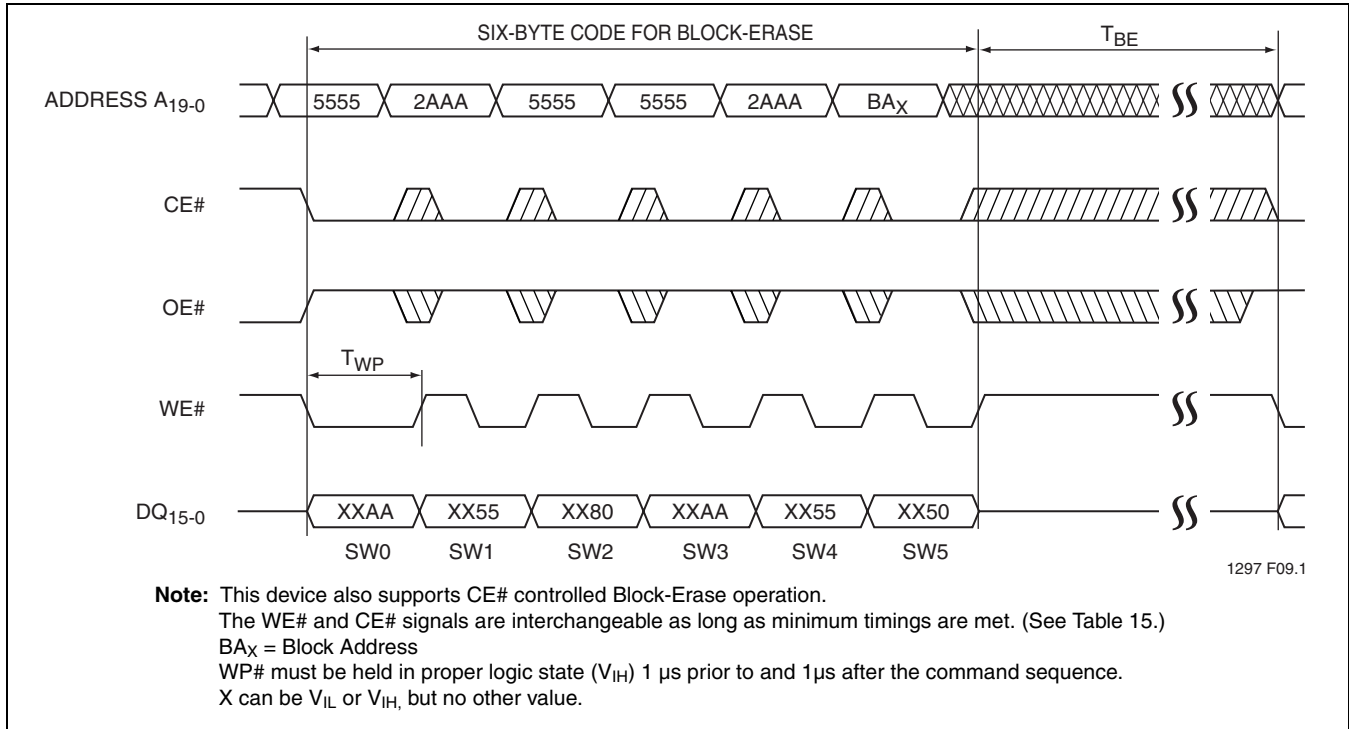 SIX-BYTE CODE FOR BLOCK-ERASE TBE
ADDRESS A19-0 5555 2AAA 5555 5555 2AAA BAX
CE#
OE#
TWP
WE#
DQ15-0 XXAA XX55 XX80 XXAA XX55 XX50
SW0 SW1 SW2 SW3 SW4 SW5
1297 F09.1
Note: This device also supports CE# controlled Block-Erase operation.
The WE# and CE# signals are interchangeable as long as minimum timings are met. (See Table 15.)
BAX = Block Address
WP# must be held in proper logic state (VIH) 1 µs prior to and 1µs after the command sequence.
X can be VIL or VIH, but no other value.